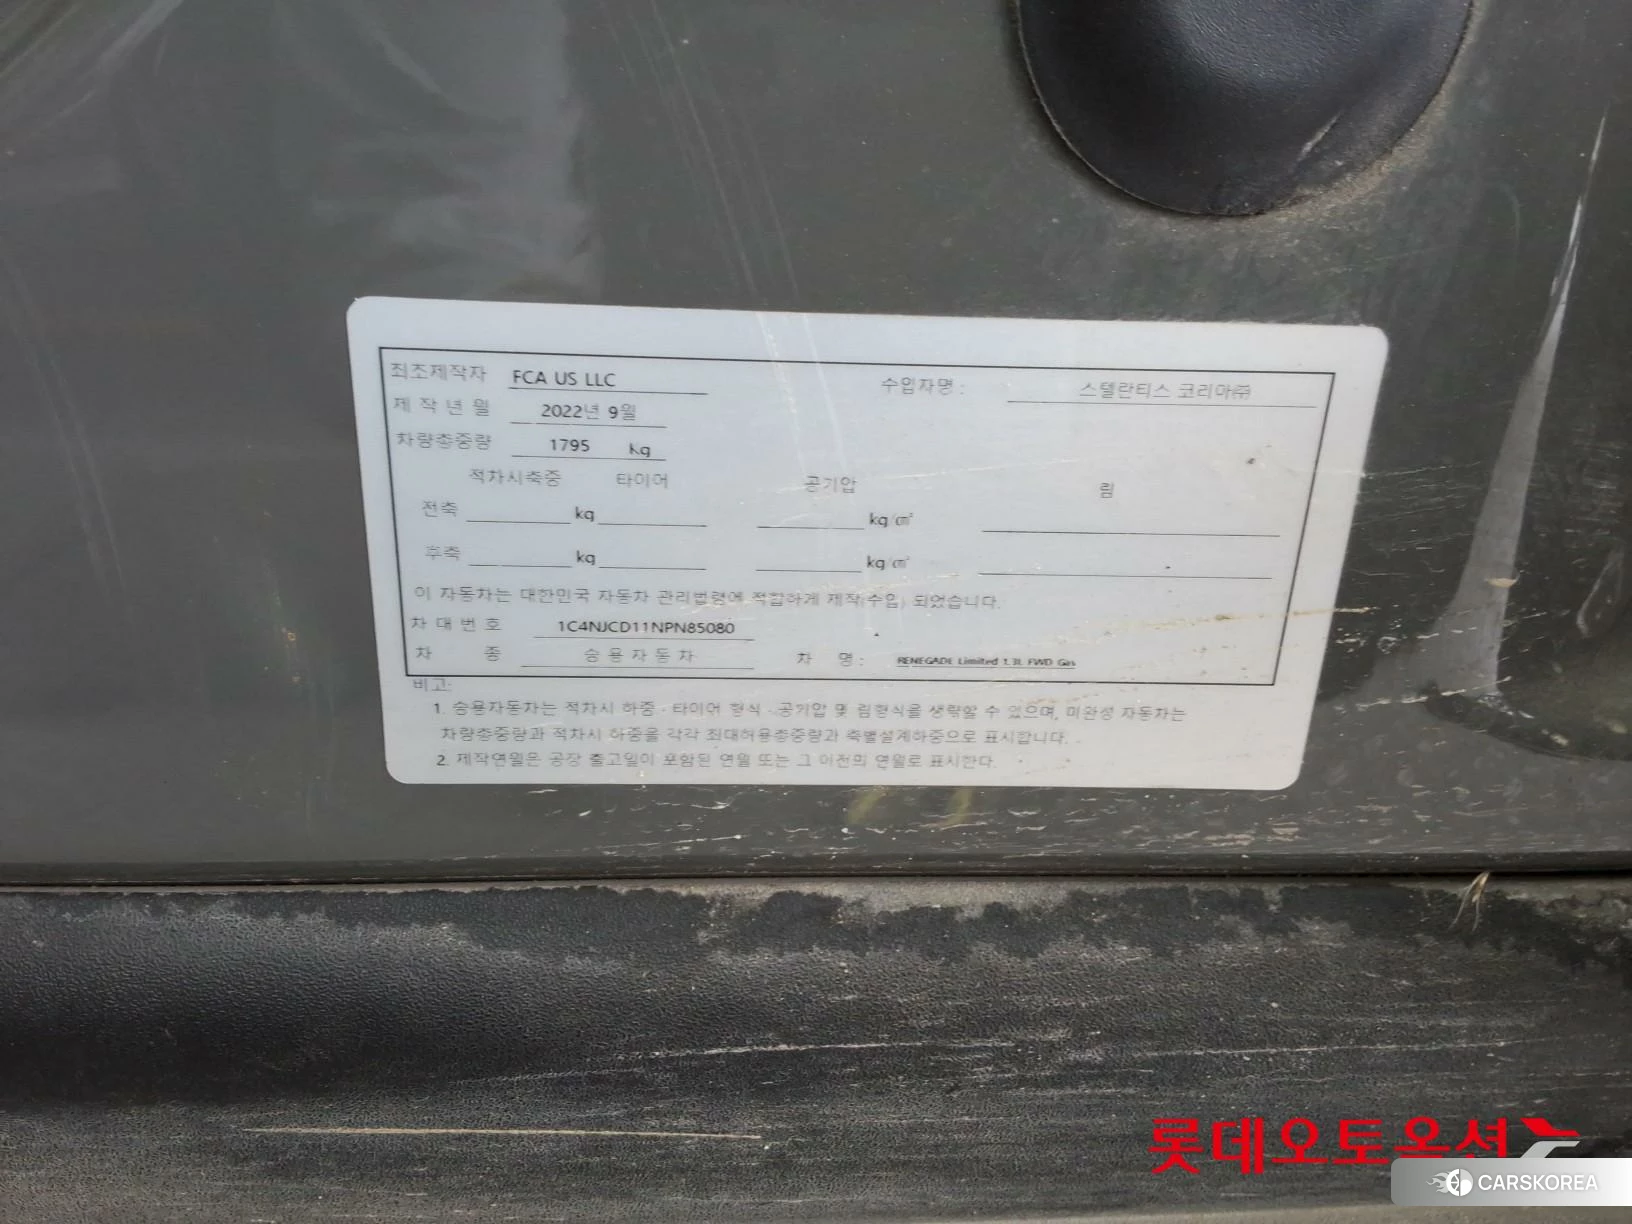 최초제작자 FCA US LLC 수입자명 : 스텔란티스 코리아㈜
제 작 년 월 2022년 9월
차량총중량 1795 Kg
적차시축중 타이어 공기압 림
전축 kg kg/㎠
후축 kg kg/㎠
이 자동차는 대한민국 자동차 관리법령에 적합하게 제작(수입) 되었습니다.
차 대 번 호 1C4NJCD11NPN85080
차 종 승 용 자 동 차 차 명 : RENEGADE Limited 1.3L FWD Gas
비고:
1. 승용자동차는 적차시 하중 · 타이어 형식 · 공기압 및 림형식을 생략할 수 있으며, 미완성 자동차는
차량총중량과 적차시 하중을 각각 최대허용총중량과 축별설계하중으로 표시합니다.
2. 제작연월은 공장 출고일이 포함된 연월 또는 그 이전의 연월로 표시한다.
롯데오토옥션
CARSKOREA